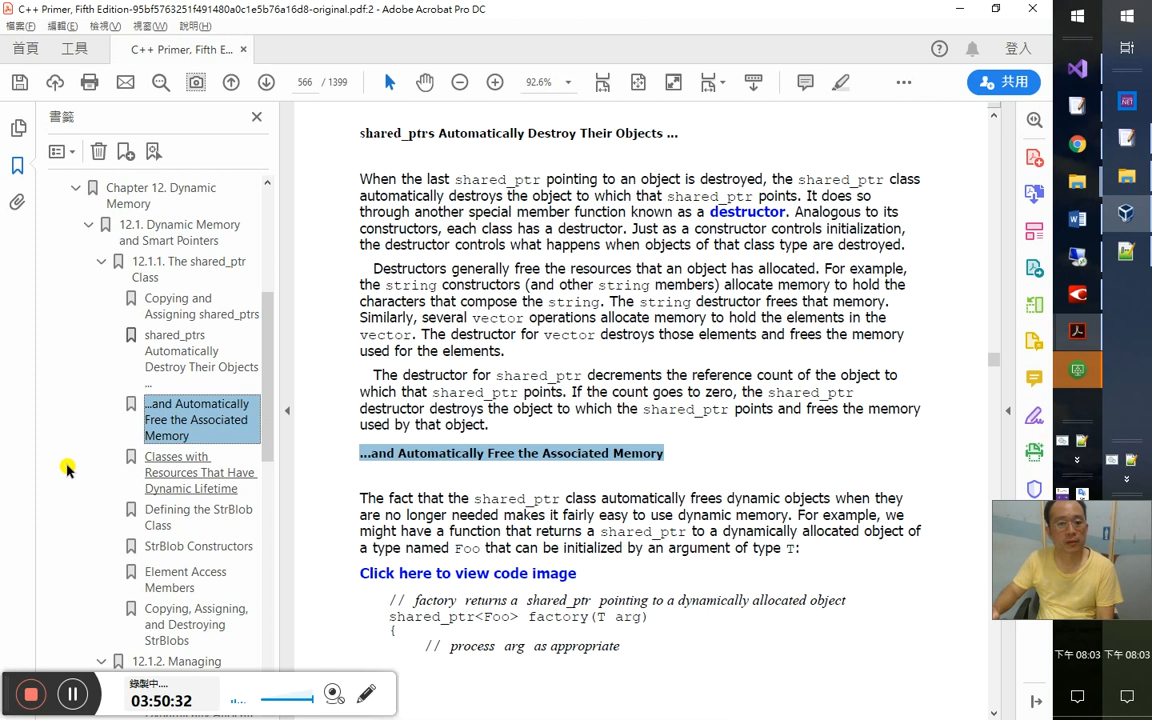 C++ Primer, Fifth Edition-95bf5763251f491480a0c1e5b76a16d8-original.pdf.2 - Adobe Acrobat Pro DC
檔案(F) 編輯(E) 檢視(V) 視窗(W) 說明(H)
首頁 工具 C++ Primer, Fifth E... × 登入
566 / 1399 92.6% 共用
書籤
Chapter 12. Dynamic
Memory
12.1. Dynamic Memory
and Smart Pointers
12.1.1. The shared_ptr
Class
Copying and
Assigning shared_ptrs
shared_ptrs
Automatically
Destroy Their Objects
...
...and Automatically
Free the Associated
Memory
Classes with
Resources That Have
Dynamic Lifetime
Defining the StrBlob
Class
StrBlob Constructors
Element Access
Members
Copying, Assigning,
and Destroying
StrBlobs
12.1.2. Managing
shared_ptrs Automatically Destroy Their Objects ...
When the last shared_ptr pointing to an object is destroyed, the shared_ptr class
automatically destroys the object to which that shared_ptr points. It does so
through another special member function known as a destructor. Analogous to its
constructors, each class has a destructor. Just as a constructor controls initialization,
the destructor controls what happens when objects of that class type are destroyed.
Destructors generally free the resources that an object has allocated. For example,
the string constructors (and other string members) allocate memory to hold the
characters that compose the string. The string destructor frees that memory.
Similarly, several vector operations allocate memory to hold the elements in the
vector. The destructor for vector destroys those elements and frees the memory
used for the elements.
The destructor for shared_ptr decrements the reference count of the object to
which that shared_ptr points. If the count goes to zero, the shared_ptr
destructor destroys the object to which the shared_ptr points and frees the memory
used by that object.
...and Automatically Free the Associated Memory
The fact that the shared_ptr class automatically frees dynamic objects when they
are no longer needed makes it fairly easy to use dynamic memory. For example, we
might have a function that returns a shared_ptr to a dynamically allocated object of
a type named Foo that can be initialized by an argument of type T:
Click here to view code image
// factory returns a shared_ptr pointing to a dynamically allocated object
shared_ptr<Foo> factory(T arg)
{
// process arg as appropriate
錄製中....
03:50:32
下午 08:03 下午 08:03